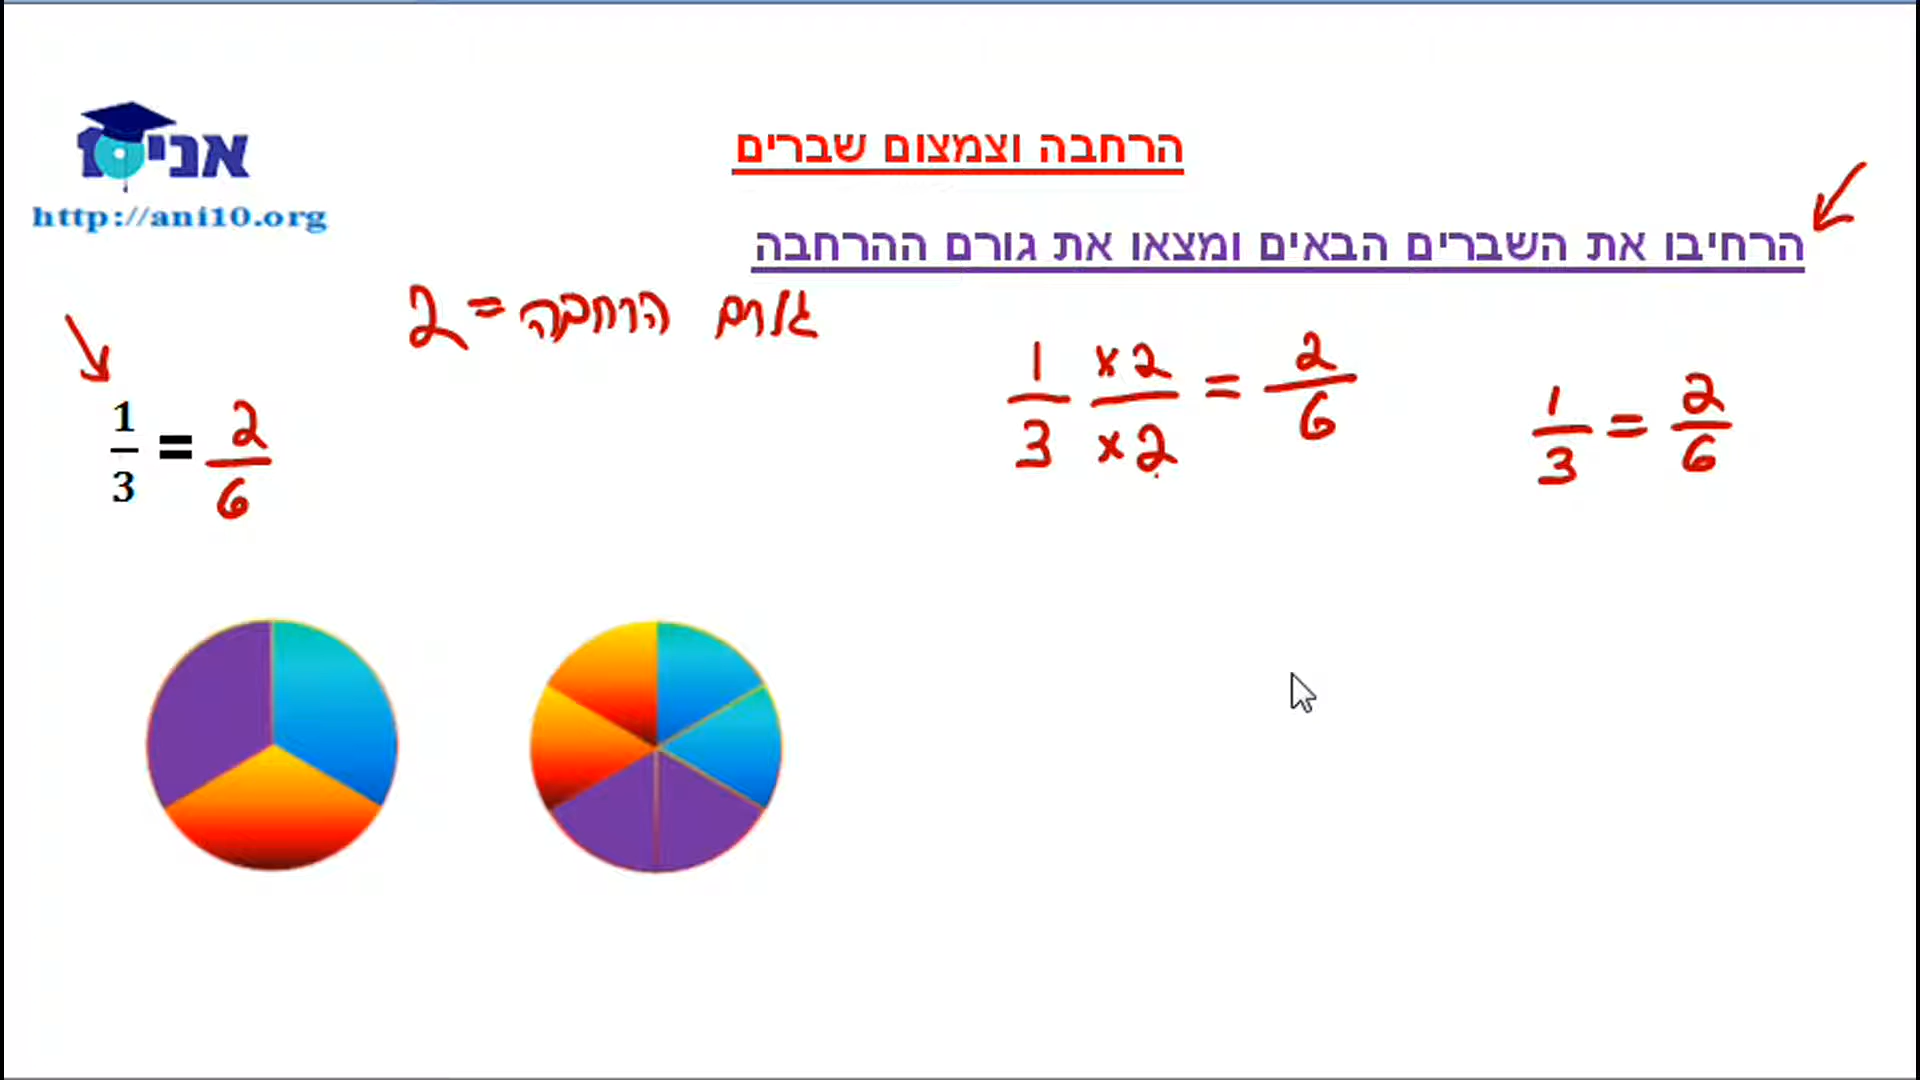 אני10
http://ani10.org
הרחבה וצמצום שברים
הרחיבו את השברים הבאים ומצאו את גורם ההרחבה
גורם הרחבה = 2
1/3 = 2/6
1/3 ×2/×2 = 2/6
1/3 = 2/6